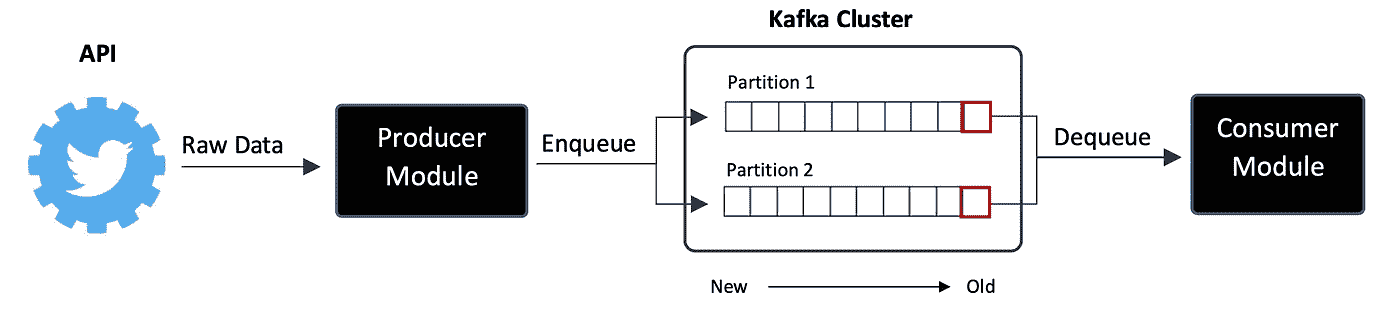 Kafka Cluster
API
Partition 1
Raw Data
Producer
Module
Enqueue
Partition 2
Dequeue
Consumer
Module
New
Old